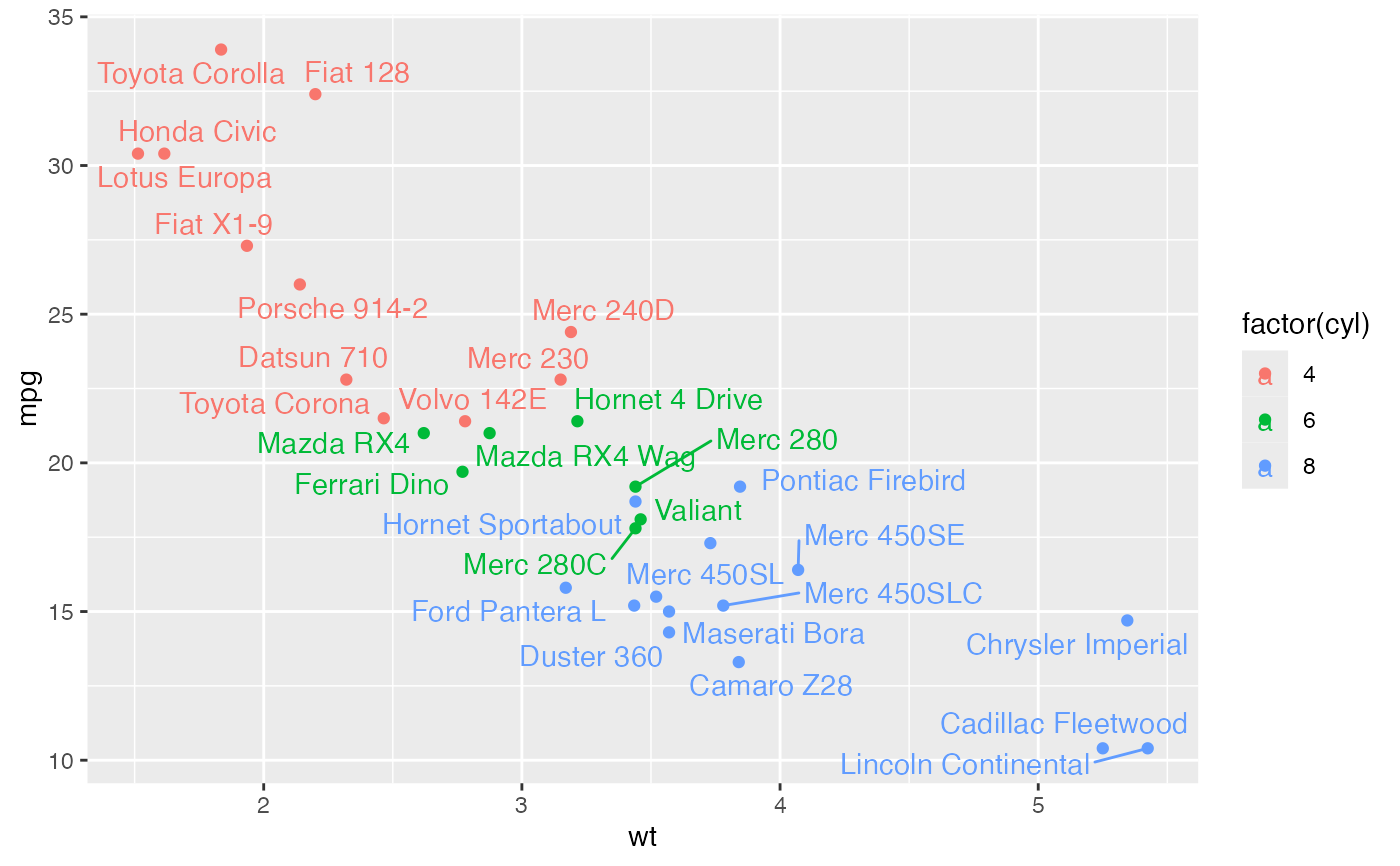 35
Toyota Corolla
Fiat 128
Honda Civic
30
Lotus Europa
Fiat X1-9
Porsche 914-2
Merc 240D
25
factor(cyl)
Datsun 710
Merc 230
4
mpg
Toyota Corona
Volvo 142E
Hornet 4 Drive
a
6
Mazda RX4
Merc 280
a
20
Mazda RX4 Wag
8
a
Ferrari Dino
Pontiac Firebird
Valiant
Hornet Sportabout
Merc 450SE
Merc 280C
Merc 450SL
Merc 450SLC
15
Ford Pantera L
Maserati Bora
Chrysler Imperial
Duster 360
Camaro Z28
Cadillac Fleetwood
10
Lincoln Continental
2
3
4
5
wt